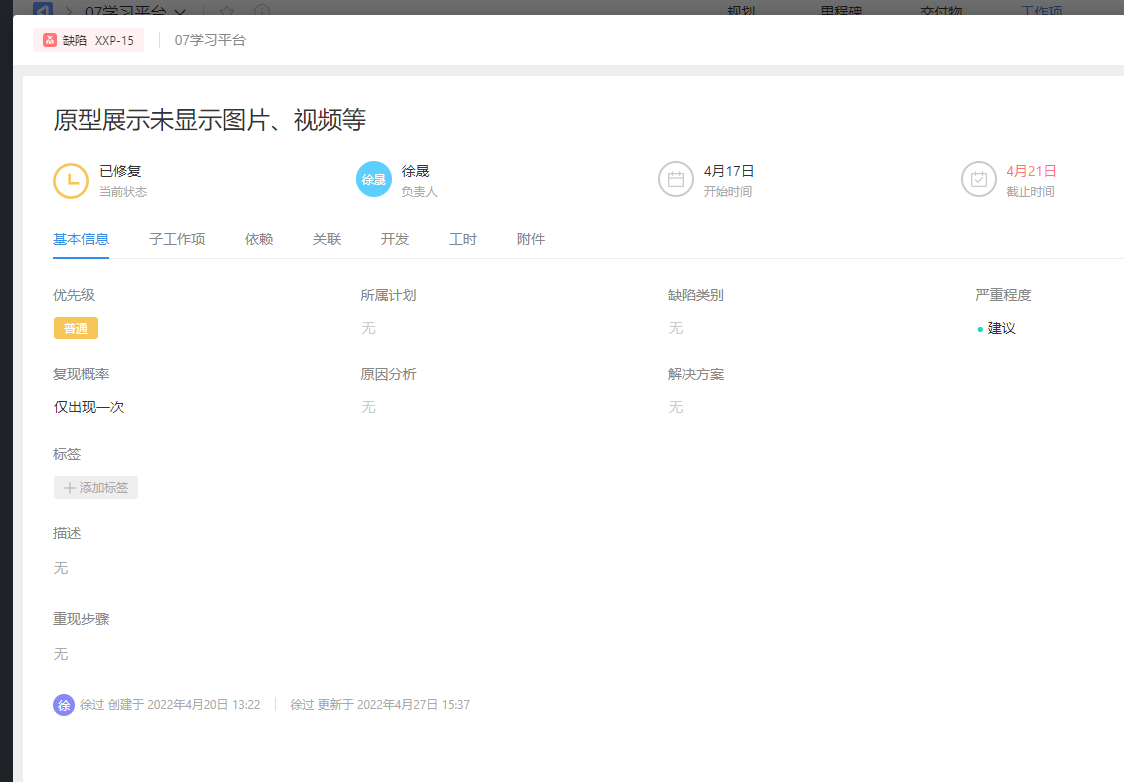 07学习平台
规划
里程碑
交付物
工作项
缺陷 XXP-15
07学习平台
原型展示未显示图片、视频等
已修复
当前状态
徐晟
徐晟
负责人
4月17日
开始时间
4月21日
截止时间
基本信息 子工作项 依赖 关联 开发 工时 附件
优先级 所属计划 缺陷类别 严重程度
普通 无 无 建议
复现概率 原因分析 解决方案
仅出现一次 无 无
标签
添加标签
描述
无
重现步骤
无
徐 徐过 创建于 2022年4月20日 13:22 徐过 更新于 2022年4月27日 15:37